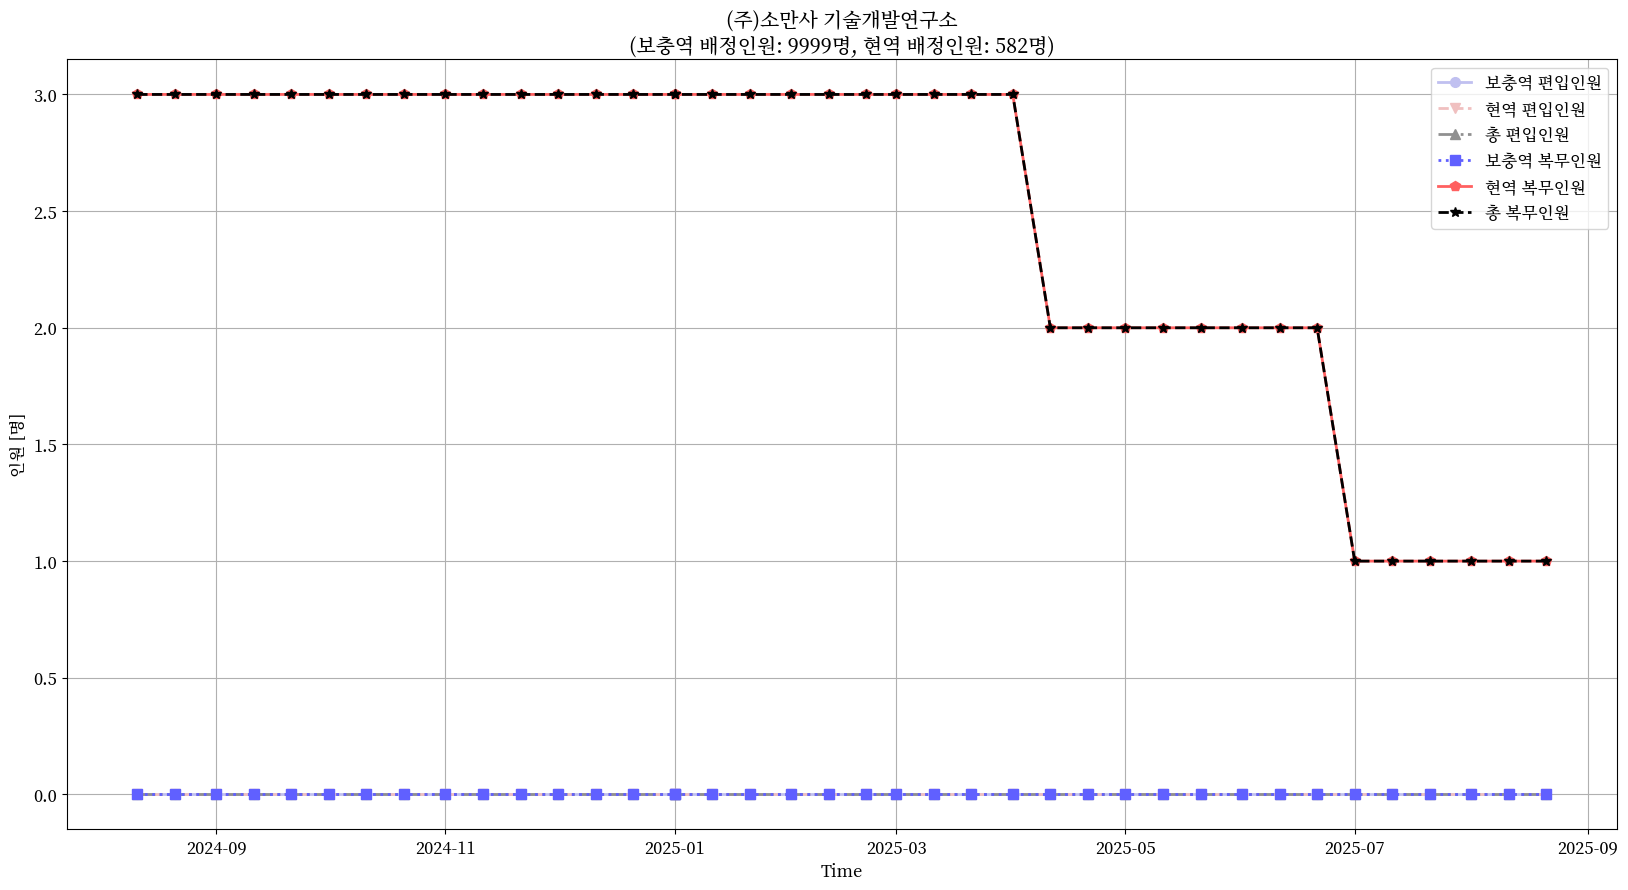 (주)소만사 기술개발연구소
(보충역 배정인원: 9999명, 현역 배정인원: 582명)
보충역 편입인원
현역 편입인원
총 편입인원
보충역 복무인원
현역 복무인원
총 복무인원
인원 [명]
3.0
2.5
2.0
1.5
1.0
0.5
0.0
2024-09
2024-11
2025-01
2025-03
2025-05
2025-07
2025-09
Time